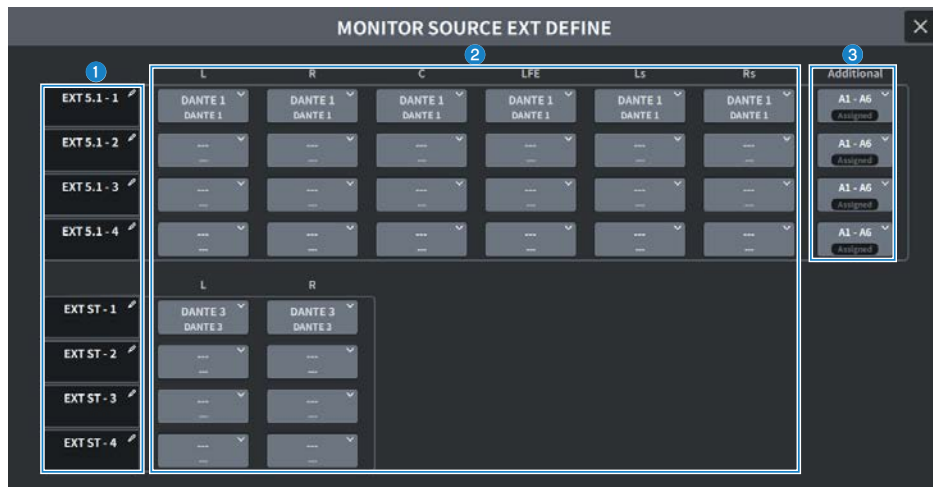 MONITOR SOURCE EXT DEFINE
1 2 3
L R C LFE Ls Rs Additional
EXT 5.1 - 1 DANTE 1 DANTE 1 DANTE 1 DANTE 1 DANTE 1 DANTE 1 A1 - A6
DANTE 1 DANTE 1 DANTE 1 DANTE 1 DANTE 1 DANTE 1 Assigned
EXT 5.1 - 2 --- --- --- --- --- --- A1 - A6
--- --- --- --- --- --- Assigned
EXT 5.1 - 3 --- --- --- --- --- --- A1 - A6
--- --- --- --- --- --- Assigned
EXT 5.1 - 4 --- --- --- --- --- --- A1 - A6
--- --- --- --- --- --- Assigned
L R
EXT ST - 1 DANTE 3 DANTE 3
DANTE 3 DANTE 3
EXT ST - 2 --- ---
--- ---
EXT ST - 3 --- ---
--- ---
EXT ST - 4 --- ---
--- ---